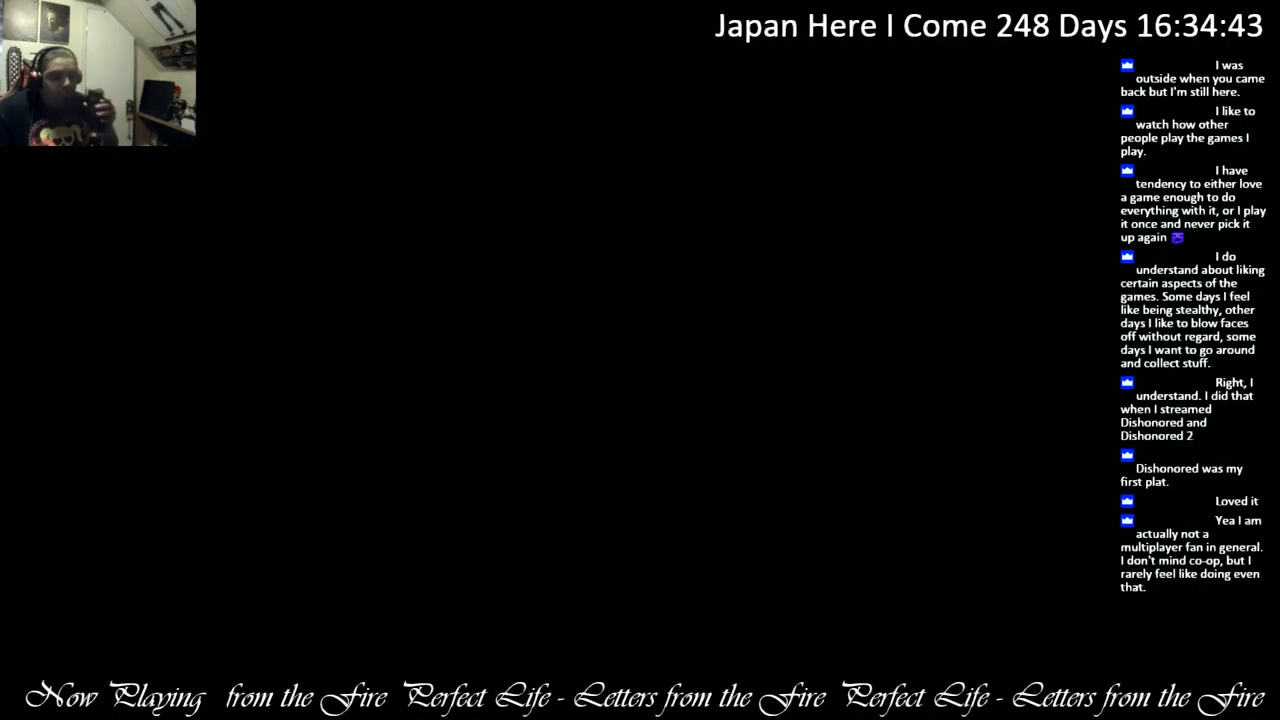 Japan Here I Come 248 Days 16:34:43
I was
outside when you came
back but I'm still here.
I like to
watch how other
people play the games I
play.
I have
tendency to either love
a game enough to do
everything with it, or I play
it once and never pick it
up again
I do
understand about liking
certain aspects of the
games. Some days I feel
like being stealthy, other
days I like to blow faces
off without regard, some
days I want to go around
and collect stuff.
Right, I
understand. I did that
when I streamed
Dishonored and
Dishonored 2
Dishonored was my
first plat.
Loved it
Yea I am
actually not a
multiplayer fan in general.
I don't mind co-op, but I
rarely feel like doing even
that.
Now Playing from the Fire Perfect Life - Letters from the Fire Perfect Life - Letters from the Fire